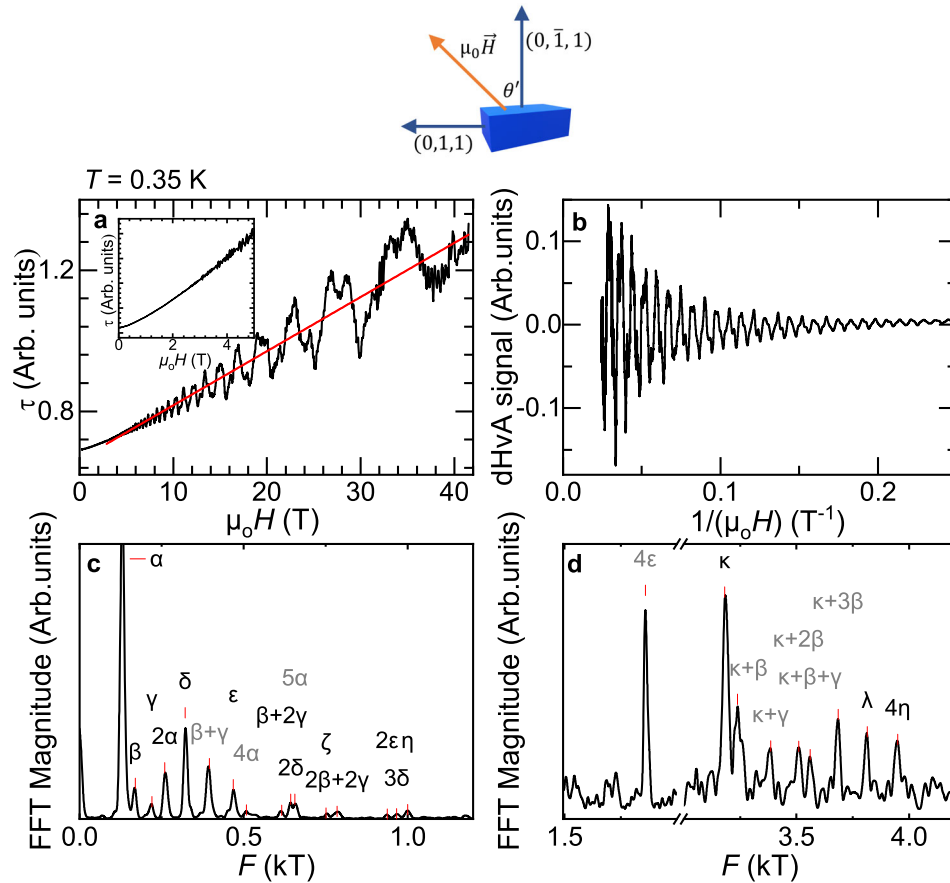 μ₀H⃗
(0, 1̅, 1)
θ′
(0,1,1)
T = 0.35 K
a
τ (Arb. units)
1.2
0.8
0 10 20 30 40
μₒH (T)
τ (Arb. units)
0 2 4
μₒH (T)
b
dHvA signal (Arb.units)
0.1
0.0
-0.1
0.0 0.1 0.2
1/(μₒH) (T⁻¹)
c
α
FFT Magnitude (Arb.units)
5α
γ δ ε
β+2γ
β 2α β+γ 4α ζ 2ε η
2δ 2β+2γ 3δ
0.0 0.5 1.0
F (kT)
d
FFT Magnitude (Arb.units)
4ε κ
κ+3β
κ+2β
κ+β κ+β+γ
κ+γ λ 4η
1.5 3.5 4.0
F (kT)